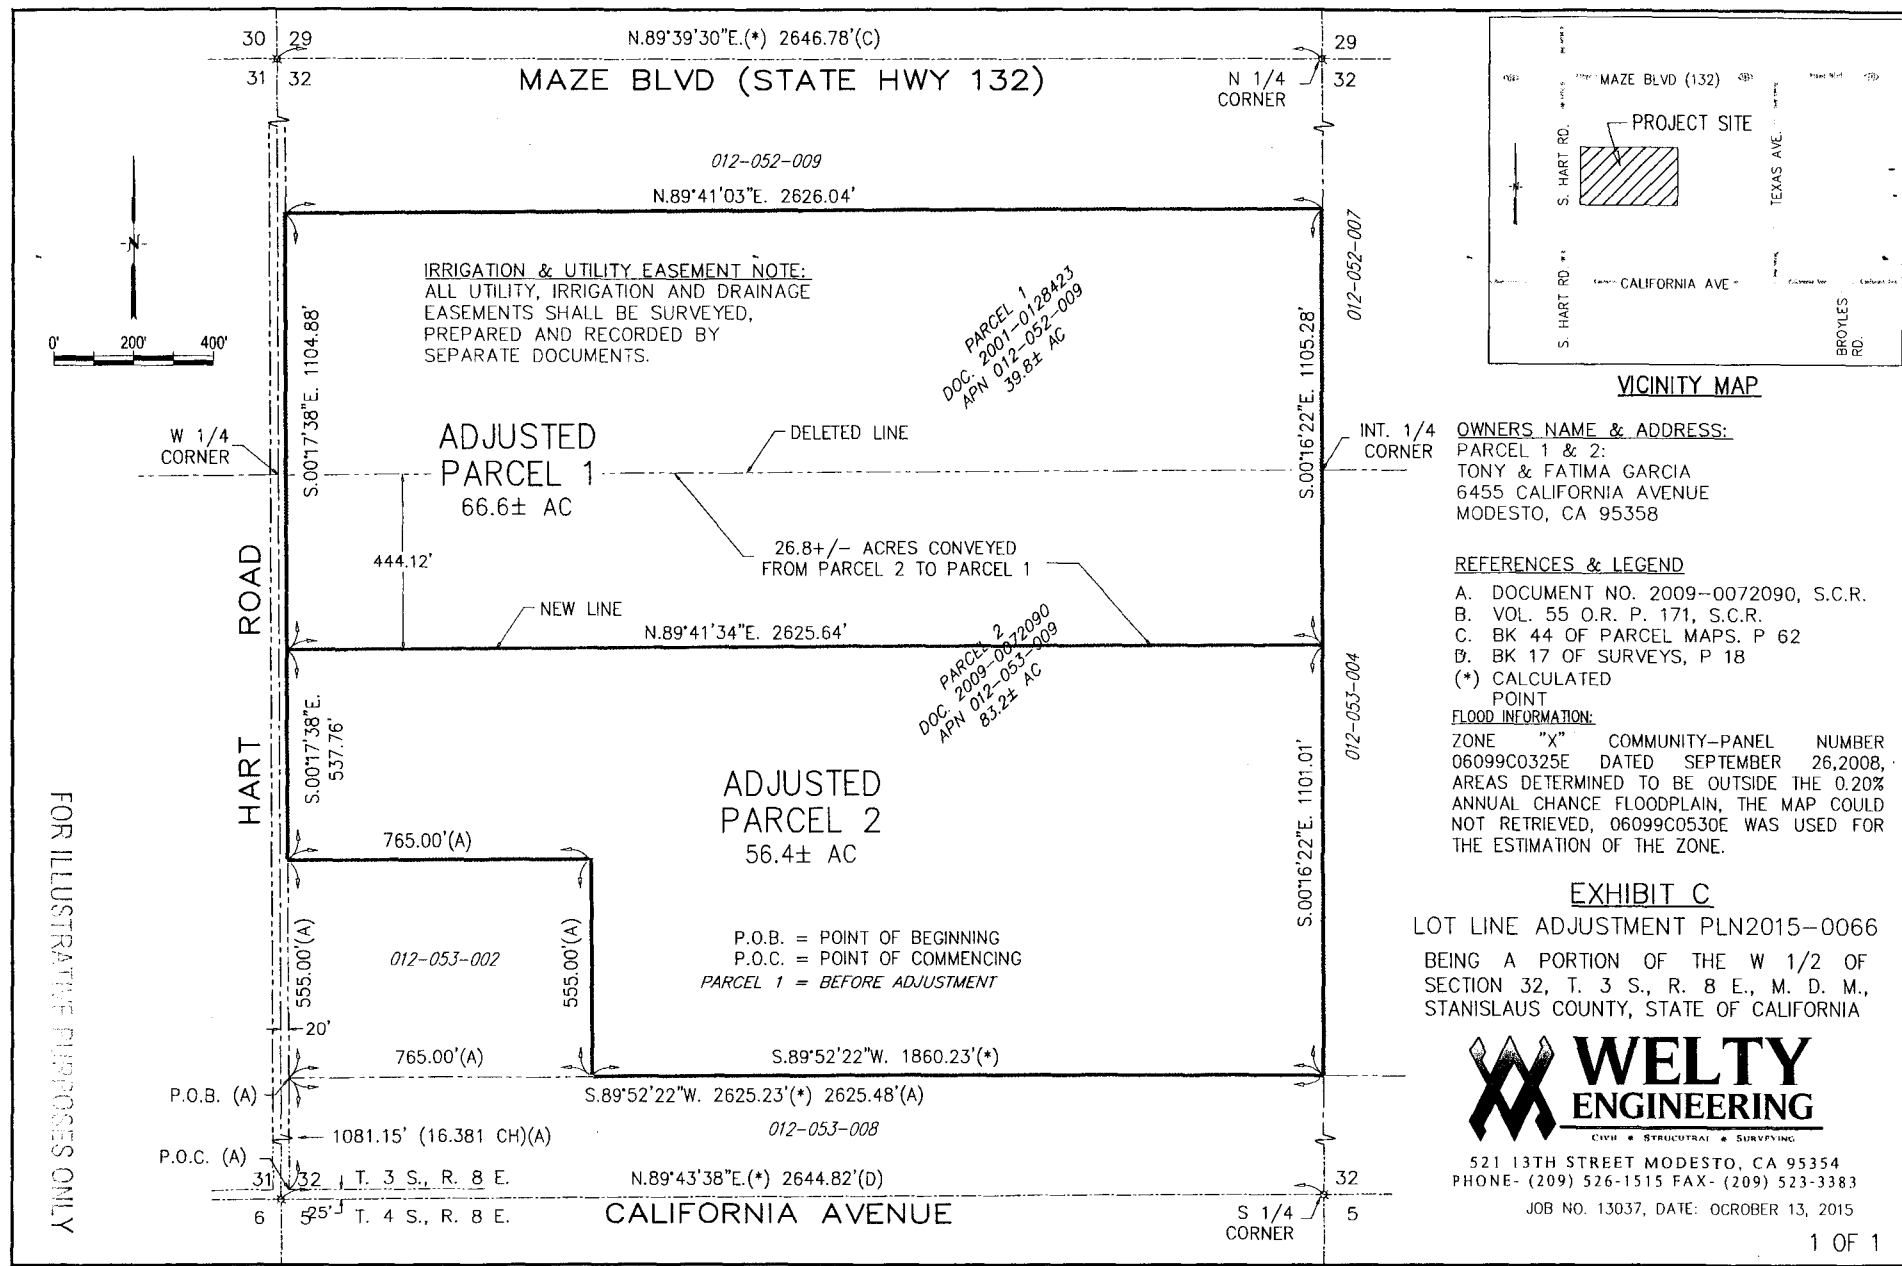 30 29
N.89°39'30"E.(*) 2646.78'(C)
29
31 32
MAZE BLVD (STATE HWY 132)
N 1/4
CORNER
32
012-052-009
N.89°41'03"E. 2626.04'
-N-
0' 200' 400'
IRRIGATION & UTILITY EASEMENT NOTE:
ALL UTILITY, IRRIGATION AND DRAINAGE
EASEMENTS SHALL BE SURVEYED,
PREPARED AND RECORDED BY
SEPARATE DOCUMENTS.
PARCEL 1
DOC. 2001-0128423
APN 012-052-009
39.8± AC
012-052-007
S.00°17'38"E. 1104.88'
S.00°16'22"E. 1105.28'
W 1/4
CORNER
ADJUSTED
PARCEL 1
66.6± AC
DELETED LINE
INT. 1/4
CORNER
444.12'
26.8+/- ACRES CONVEYED
FROM PARCEL 2 TO PARCEL 1
HART ROAD
NEW LINE
N.89°41'34"E. 2625.64'
PARCEL 2
DOC. 2009-0072090
APN 012-053-009
83.2± AC
012-053-004
S.00°17'38"E.
537.76'
ADJUSTED
PARCEL 2
56.4± AC
S.00°16'22"E. 1101.01'
765.00'(A)
555.00'(A)
012-053-002
555.00'(A)
P.O.B. = POINT OF BEGINNING
P.O.C. = POINT OF COMMENCING
PARCEL 1 = BEFORE ADJUSTMENT
20'
765.00'(A)
S.89°52'22"W. 1860.23'(*)
P.O.B. (A)
S.89°52'22"W. 2625.23'(*) 2625.48'(A)
012-053-008
1081.15' (16.381 CH)(A)
P.O.C. (A)
31 32 T. 3 S., R. 8 E.
N.89°43'38"E.(*) 2644.82'(D)
32
6 5 25' T. 4 S., R. 8 E.
CALIFORNIA AVENUE
S 1/4
CORNER
5
FOR ILLUSTRATIVE PURPOSES ONLY
MAZE BLVD (132)
S. HART RD.
PROJECT SITE
TEXAS AVE.
S. HART RD
CALIFORNIA AVE
BROYLES
RD.
VICINITY MAP
OWNERS NAME & ADDRESS:
PARCEL 1 & 2:
TONY & FATIMA GARCIA
6455 CALIFORNIA AVENUE
MODESTO, CA 95358
REFERENCES & LEGEND
A. DOCUMENT NO. 2009-0072090, S.C.R.
B. VOL. 55 O.R. P. 171, S.C.R.
C. BK 44 OF PARCEL MAPS. P 62
D. BK 17 OF SURVEYS, P 18
(*) CALCULATED
POINT
FLOOD INFORMATION:
ZONE "X" COMMUNITY-PANEL NUMBER
06099C0325E DATED SEPTEMBER 26,2008,
AREAS DETERMINED TO BE OUTSIDE THE 0.20%
ANNUAL CHANCE FLOODPLAIN, THE MAP COULD
NOT RETRIEVED, 06099C0530E WAS USED FOR
THE ESTIMATION OF THE ZONE.
EXHIBIT C
LOT LINE ADJUSTMENT PLN2015-0066
BEING A PORTION OF THE W 1/2 OF
SECTION 32, T. 3 S., R. 8 E., M. D. M.,
STANISLAUS COUNTY, STATE OF CALIFORNIA
WELTY
ENGINEERING
CIVIL * STRUCUTRAL * SURVEYING
521 13TH STREET MODESTO, CA 95354
PHONE- (209) 526-1515 FAX- (209) 523-3383
JOB NO. 13037, DATE: OCROBER 13, 2015
1 OF 1